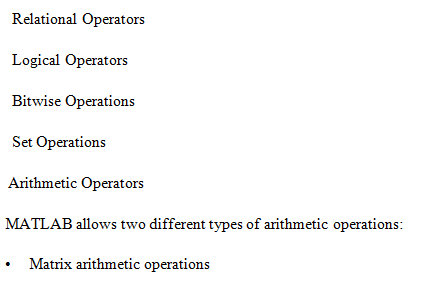 Relational Operators
Logical Operators
Bitwise Operations
Set Operations
Arithmetic Operators
MATLAB allows two different types of arithmetic operations:
• Matrix arithmetic operations